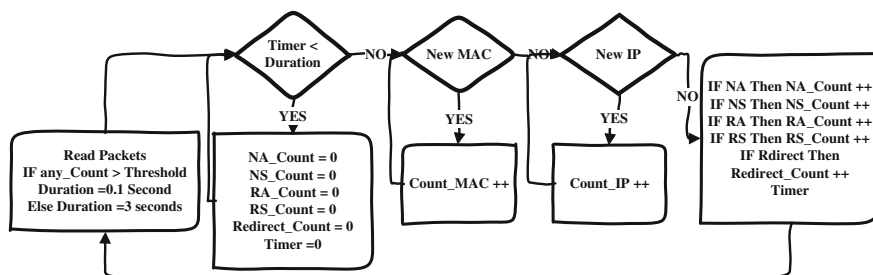 Timer <
Duration
NO
New MAC
NO
New IP
NO
YES
YES
YES
Read Packets
IF any_Count > Threshold
Duration =0.1 Second
Else Duration =3 seconds
NA_Count = 0
NS_Count = 0
RA_Count = 0
RS_Count = 0
Redirect_Count = 0
Timer =0
Count_MAC ++
Count_IP ++
IF NA Then NA_Count ++
IF NS Then NS_Count ++
IF RA Then RA_Count ++
IF RS Then RS_Count ++
IF Rdirect Then
Redirect_Count ++
Timer